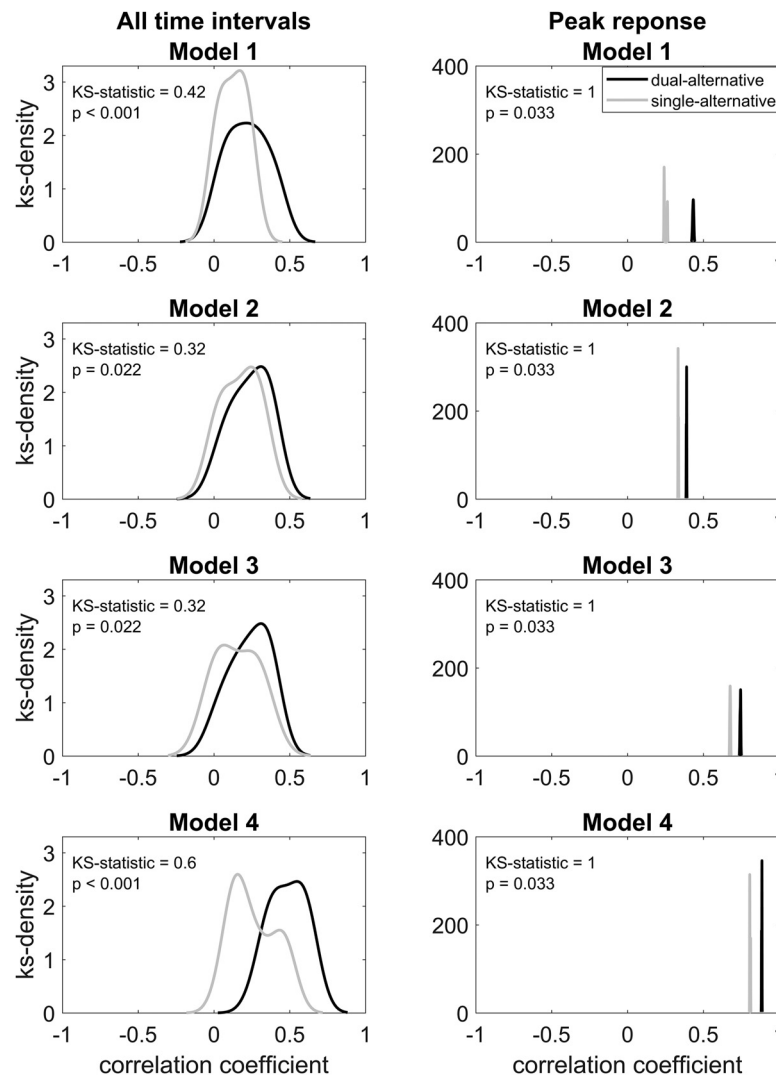 All time intervals
Model 1
KS-statistic = 0.42
p < 0.001
ks-density
3
2
1
0
-1 -0.5 0 0.5 1
Peak reponse
Model 1
KS-statistic = 1
p = 0.033
dual-alternative
single-alternative
400
200
0
-1 -0.5 0 0.5 1
Model 2
KS-statistic = 0.32
p = 0.022
ks-density
3
2
1
0
-1 -0.5 0 0.5 1
Model 2
KS-statistic = 1
p = 0.033
400
200
0
-1 -0.5 0 0.5 1
Model 3
KS-statistic = 0.32
p = 0.022
ks-density
3
2
1
0
-1 -0.5 0 0.5 1
Model 3
KS-statistic = 1
p = 0.033
400
200
0
-1 -0.5 0 0.5 1
Model 4
KS-statistic = 0.6
p < 0.001
ks-density
3
2
1
0
-1 -0.5 0 0.5 1
correlation coefficient
Model 4
KS-statistic = 1
p = 0.033
400
200
0
-1 -0.5 0 0.5 1
correlation coefficient